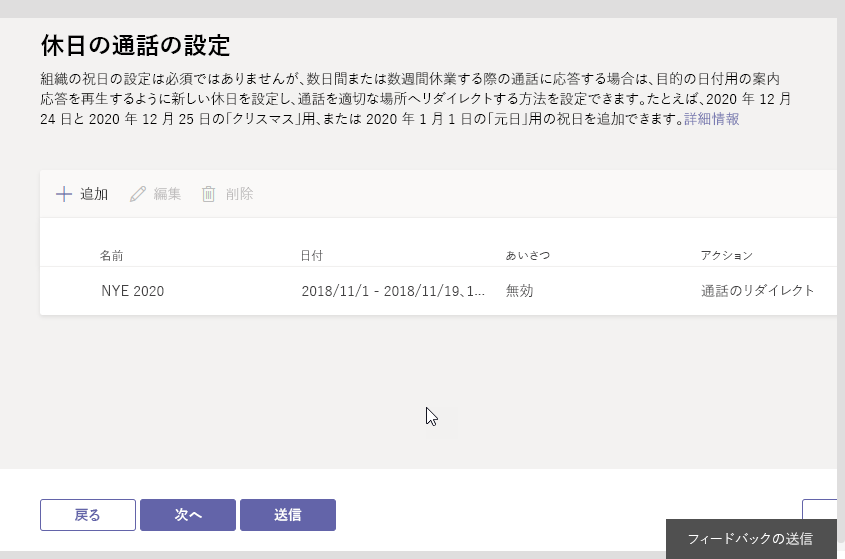 休日の通話の設定
組織の祝日の設定は必須ではありませんが、数日間または数週間休業する際の通話に応答する場合は、目的の日付用の案内
応答を再生するように新しい休日を設定し、通話を適切な場所へリダイレクトする方法を設定できます。たとえば、2020 年 12 月
24 日と 2020 年 12 月 25 日の「クリスマス」用、または 2020 年 1 月 1 日の「元日」用の祝日を追加できます。詳細情報
追加 編集 削除
名前 日付 あいさつ アクション
NYE 2020 2018/11/1 - 2018/11/19、1... 無効 通話のリダイレクト
戻る 次へ 送信
フィードバックの送信